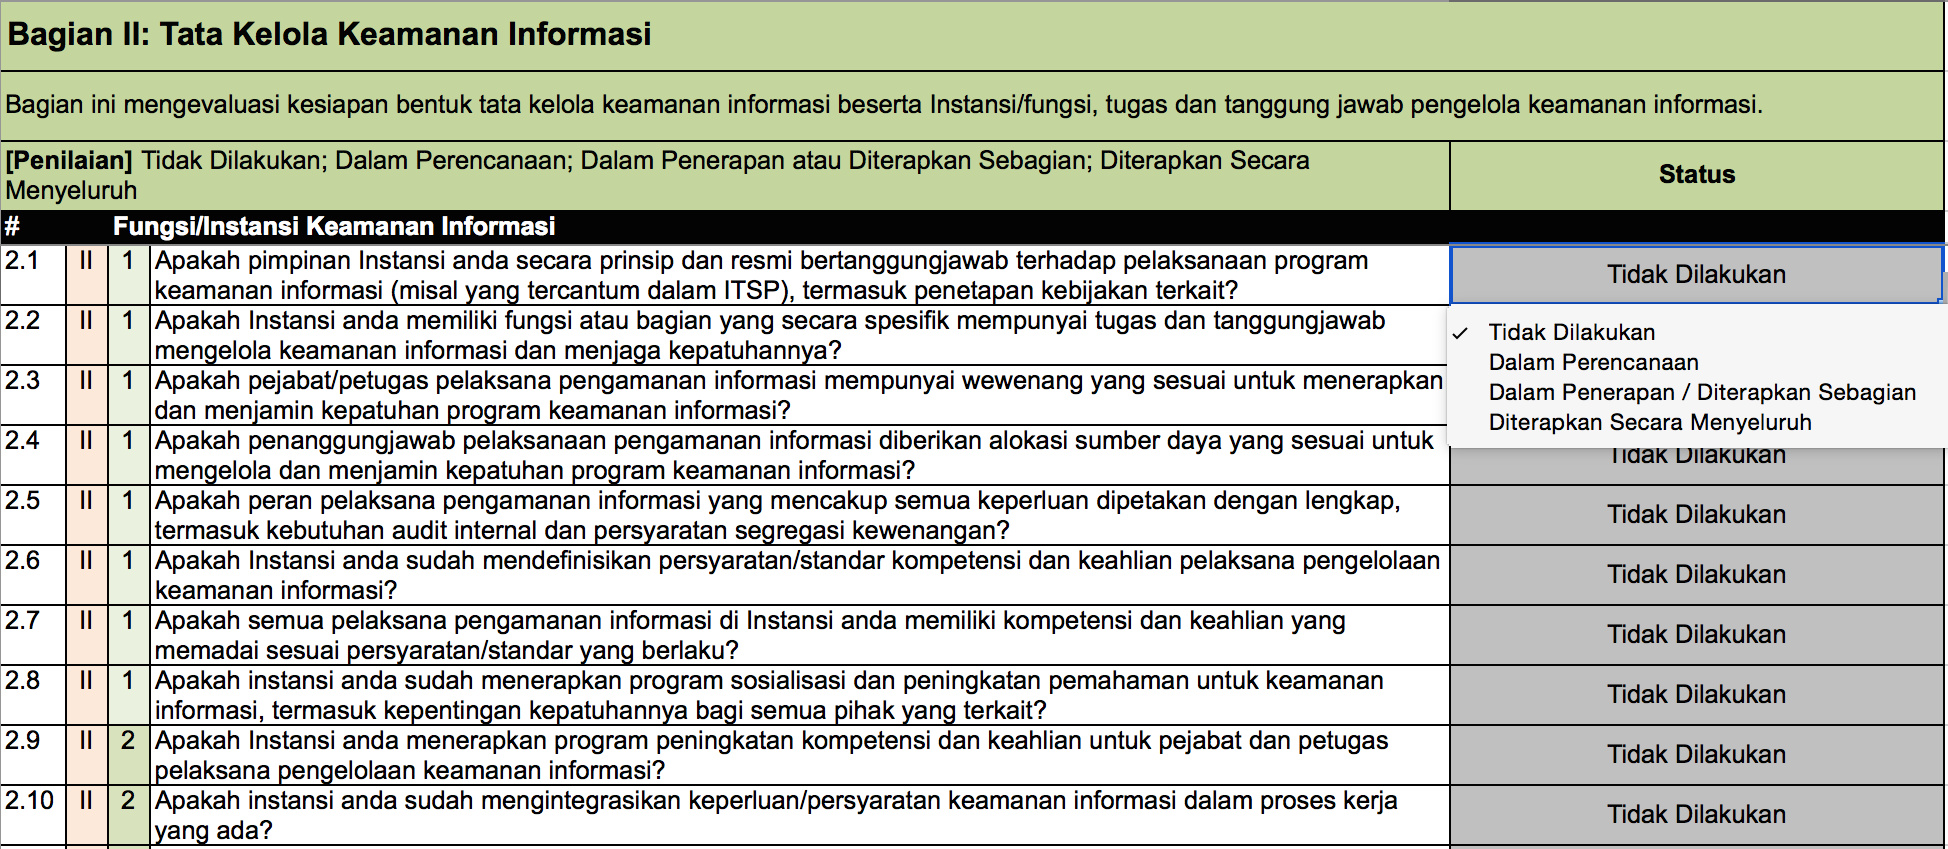 Bagian II: Tata Kelola Keamanan Informasi
Bagian ini mengevaluasi kesiapan bentuk tata kelola keamanan informasi beserta Instansi/fungsi, tugas dan tanggung jawab pengelola keamanan informasi.
[Penilaian] Tidak Dilakukan; Dalam Perencanaan; Dalam Penerapan atau Diterapkan Sebagian; Diterapkan Secara
Menyeluruh
Status
# Fungsi/Instansi Keamanan Informasi
2.1 II 1 Apakah pimpinan Instansi anda secara prinsip dan resmi bertanggungjawab terhadap pelaksanaan program
keamanan informasi (misal yang tercantum dalam ITSP), termasuk penetapan kebijakan terkait?
Tidak Dilakukan
✓ Tidak Dilakukan
Dalam Perencanaan
Dalam Penerapan / Diterapkan Sebagian
Diterapkan Secara Menyeluruh
2.2 II 1 Apakah Instansi anda memiliki fungsi atau bagian yang secara spesifik mempunyai tugas dan tanggungjawab
mengelola keamanan informasi dan menjaga kepatuhannya?
2.3 II 1 Apakah pejabat/petugas pelaksana pengamanan informasi mempunyai wewenang yang sesuai untuk menerapkan
dan menjamin kepatuhan program keamanan informasi?
2.4 II 1 Apakah penanggungjawab pelaksanaan pengamanan informasi diberikan alokasi sumber daya yang sesuai untuk
mengelola dan menjamin kepatuhan program keamanan informasi?
Tidak Dilakukan
2.5 II 1 Apakah peran pelaksana pengamanan informasi yang mencakup semua keperluan dipetakan dengan lengkap,
termasuk kebutuhan audit internal dan persyaratan segregasi kewenangan?
Tidak Dilakukan
2.6 II 1 Apakah Instansi anda sudah mendefinisikan persyaratan/standar kompetensi dan keahlian pelaksana pengelolaan
keamanan informasi?
Tidak Dilakukan
2.7 II 1 Apakah semua pelaksana pengamanan informasi di Instansi anda memiliki kompetensi dan keahlian yang
memadai sesuai persyaratan/standar yang berlaku?
Tidak Dilakukan
2.8 II 1 Apakah instansi anda sudah menerapkan program sosialisasi dan peningkatan pemahaman untuk keamanan
informasi, termasuk kepentingan kepatuhannya bagi semua pihak yang terkait?
Tidak Dilakukan
2.9 II 2 Apakah Instansi anda menerapkan program peningkatan kompetensi dan keahlian untuk pejabat dan petugas
pelaksana pengelolaan keamanan informasi?
Tidak Dilakukan
2.10 II 2 Apakah instansi anda sudah mengintegrasikan keperluan/persyaratan keamanan informasi dalam proses kerja
yang ada?
Tidak Dilakukan